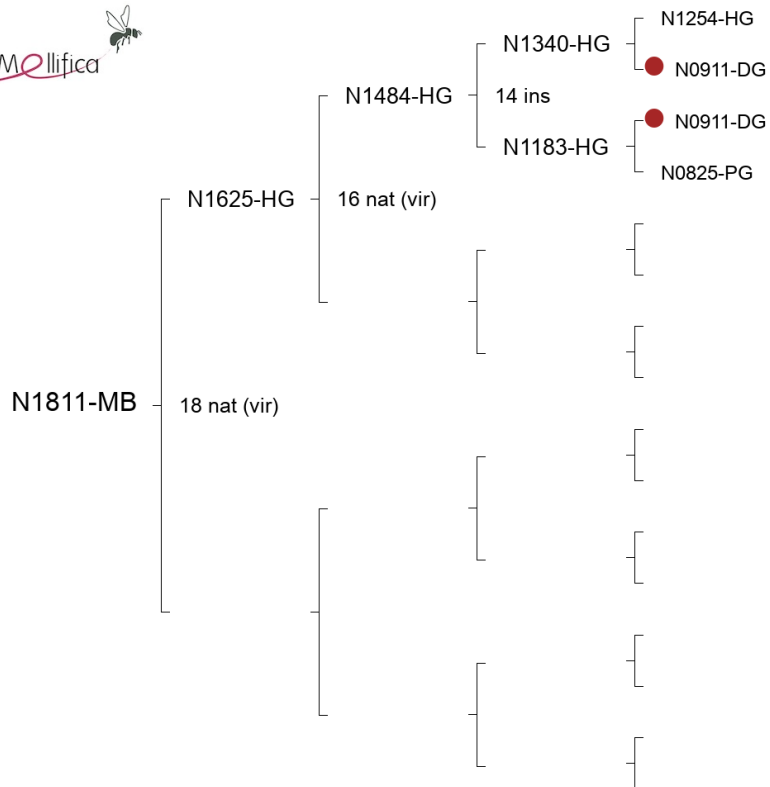 Mellifica
N1254-HG
N1340-HG
N0911-DG
N1484-HG
14 ins
N0911-DG
N1183-HG
N0825-PG
N1625-HG
16 nat (vir)
N1811-MB
18 nat (vir)